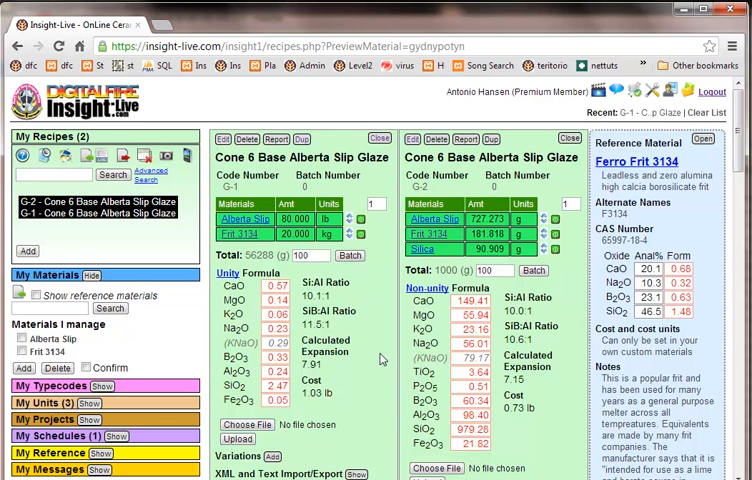 Insight-Live - OnLine Cerar
https://insight-live.com/insight1/recipes.php?PreviewMaterial=gydnypotyn
dfc
df
St
st
SQL
Ins
Ins
Pla
Admin
Level2
virus
H
Song Search
teritorio
nettuts
Other bookmarks
DIGITALFIRE
Insight-Live.com
Antonio Hansen (Premium Member)
Logout
Recent: G-1 - C..p Glaze | Clear List
My Recipes (2)
Search
Advanced
Search
G-2 - Cone 6 Base Alberta Slip Glaze
G-1 - Cone 6 Base Alberta Slip Glaze
Add
My Materials Hide
Show reference materials
Search
Materials I manage
Alberta Slip
Frit 3134
Add Delete Confirm
My Typecodes Show
My Units (3) Show
My Projects Show
My Schedules (1) Show
My Reference Show
My Messages Show
Edit Delete Report Dup Close
Cone 6 Base Alberta Slip Glaze
Code Number Batch Number
G-1 0
Materials Amt Units 1
Alberta Slip 80.000 lb
Frit 3134 20.000 kg
Total: 56288 (g) 100 Batch
Unity Formula
CaO 0.57
MgO 0.14
K2O 0.06
Na2O 0.23
(KNaO) 0.29
B2O3 0.33
Al2O3 0.24
SiO2 2.47
Fe2O3 0.05
Si:Al Ratio
10.1:1
SiB:Al Ratio
11.5:1
Calculated
Expansion
7.91
Cost
1.03 lb
Choose File No file chosen
Upload
Variations Add
XML and Text Import/Export Show
Edit Delete Report Dup Close
Cone 6 Base Alberta Slip Glaze
Code Number Batch Number
G-2 0
Materials Amt Units 1
Alberta Slip 727.273 g
Frit 3134 181.818 g
Silica 90.909 g
Total: 1000 (g) 100 Batch
Non-unity Formula
CaO 149.41
MgO 55.94
K2O 23.16
Na2O 56.01
(KNaO) 79.17
TiO2 3.64
P2O5 0.51
B2O3 60.34
Al2O3 98.40
SiO2 979.28
Fe2O3 21.82
Si:Al Ratio
10.0:1
SiB:Al Ratio
10.6:1
Calculated
Expansion
7.15
Cost
0.73 lb
Choose File No file chosen
Reference Material Open
Ferro Frit 3134
Leadless and zero alumina
high calcia borosilicate frit
Alternate Names
F3134
CAS Number
65997-18-4
Oxide Anal% Form
CaO 20.1 0.68
Na2O 10.3 0.32
B2O3 23.1 0.63
SiO2 46.5 1.48
Cost and cost units
Can only be set in your
own custom materials
Notes
This is a popular frit and
has been used for many
years as a general purpose
melter across all
tempreatures. Equivalents
are made by many frit
companies. The
manufacturer says that it is
"intended for use as a lime